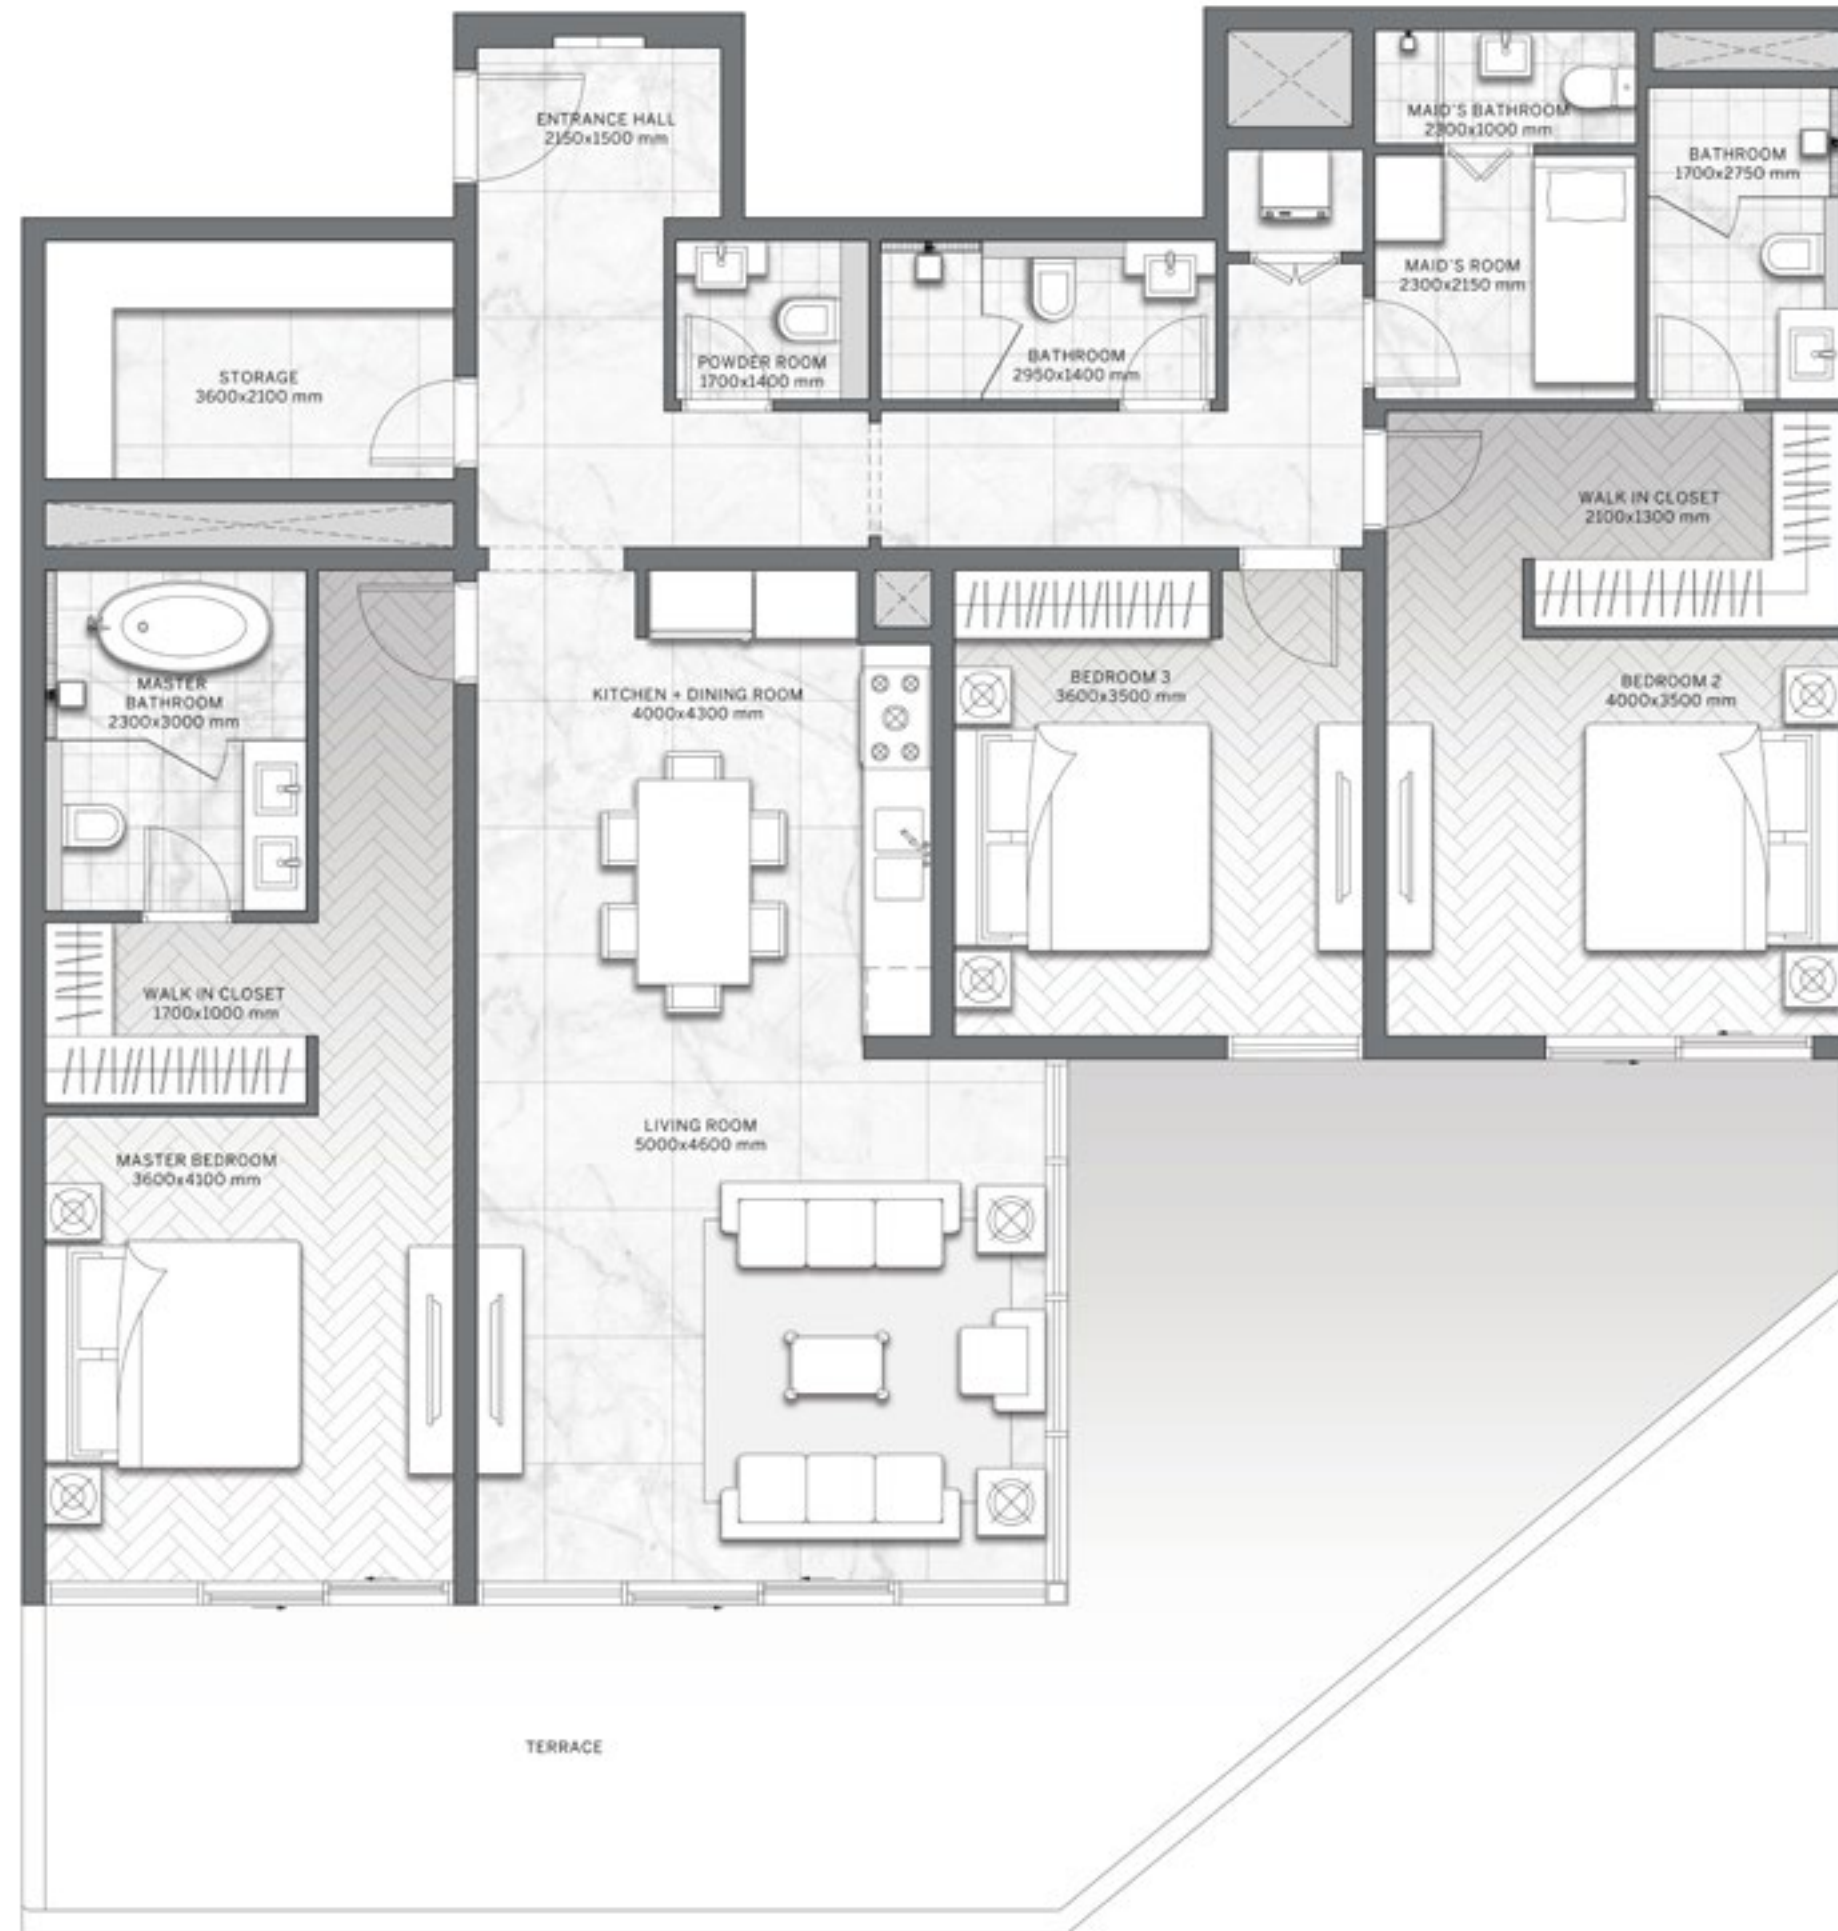 ENTRANCE HALL
2150x1500 mm
MAID'S BATHROOM
2300x1000 mm
BATHROOM
1700x2750 mm
MAID'S ROOM
2300x2150 mm
POWDER ROOM
1700x1400 mm
BATHROOM
2950x1400 mm
STORAGE
3600x2100 mm
WALK IN CLOSET
2100x1300 mm
MASTER
BATHROOM
2300x3000 mm
KITCHEN + DINING ROOM
4000x4300 mm
BEDROOM 3
3600x3500 mm
BEDROOM 2
4000x3500 mm
WALK IN CLOSET
1700x1000 mm
LIVING ROOM
5000x4600 mm
MASTER BEDROOM
3600x4100 mm
TERRACE